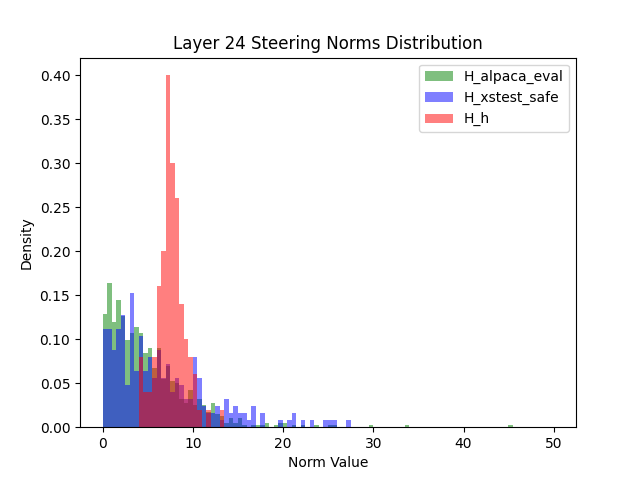 Layer 24 Steering Norms Distribution
H_alpaca_eval
H_xstest_safe
H_h
0.40
0.35
0.30
0.25
0.20
0.15
0.10
0.05
0.00
Density
0 10 20 30 40 50
Norm Value